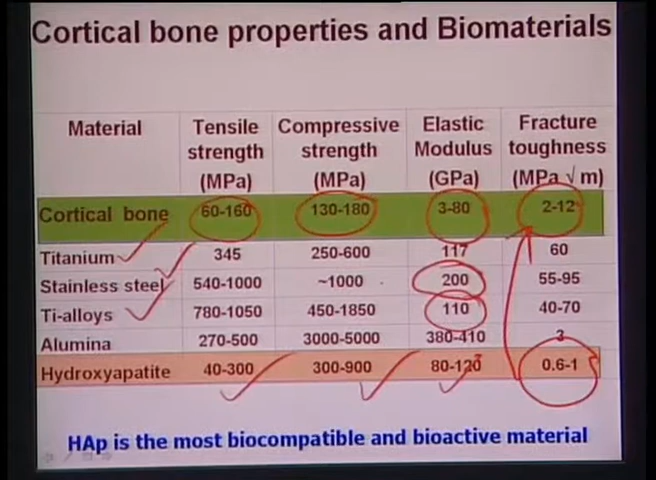 Cortical bone properties and Biomaterials
Material Tensile strength (MPa) Compressive strength (MPa) Elastic Modulus (GPa) Fracture toughness (MPa √ m)
Cortical bone 60-160 130-180 3-80 2-12
Titanium 345 250-600 117 60
Stainless steel 540-1000 ~1000 200 55-95
Ti-alloys 780-1050 450-1850 110 40-70
Alumina 270-500 3000-5000 380-410 3
Hydroxyapatite 40-300 300-900 80-120 0.6-1
HAp is the most biocompatible and bioactive material